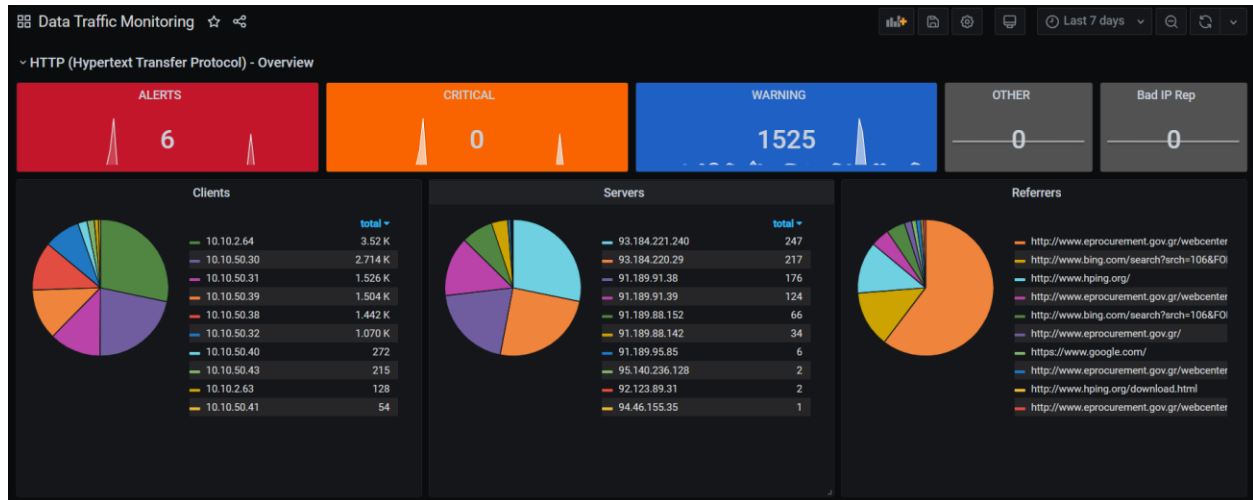 Data Traffic Monitoring
Last 7 days
HTTP (Hypertext Transfer Protocol) - Overview
ALERTS
6
CRITICAL
0
WARNING
1525
OTHER
0
Bad IP Rep
0
Clients
total
10.10.2.64 3.52 K
10.10.50.30 2.714 K
10.10.50.31 1.526 K
10.10.50.39 1.504 K
10.10.50.38 1.442 K
10.10.50.32 1.070 K
10.10.50.40 272
10.10.50.43 215
10.10.2.63 128
10.10.50.41 54
Servers
total
93.184.221.240 247
93.184.220.29 217
91.189.91.38 176
91.189.91.39 124
91.189.88.152 66
91.189.88.142 34
91.189.95.85 6
95.140.236.128 2
92.123.89.31 2
94.46.155.35 1
Referrers
http://www.eprocurement.gov.gr/webcenter
http://www.bing.com/search?srch=106&FO
http://www.hping.org/
http://www.eprocurement.gov.gr/webcenter
http://www.bing.com/search?srch=106&FO
http://www.eprocurement.gov.gr/
https://www.google.com/
http://www.eprocurement.gov.gr/webcenter
http://www.hping.org/download.html
http://www.eprocurement.gov.gr/webcenter